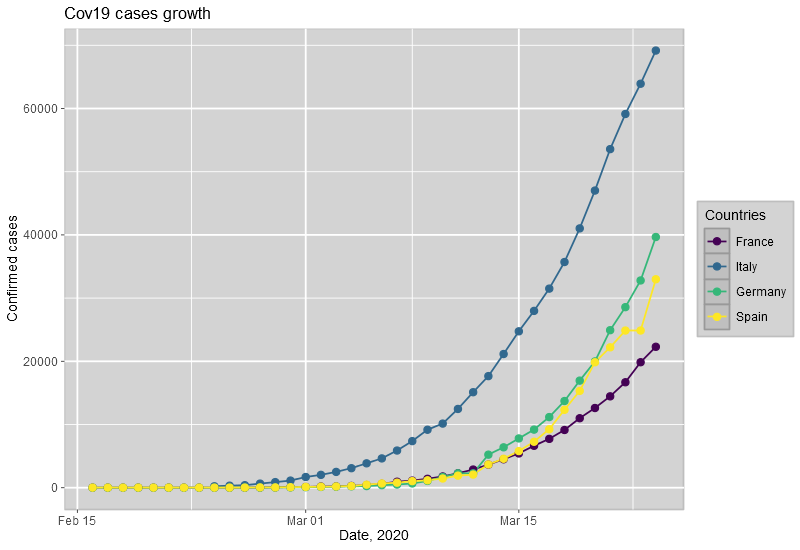 Cov19 cases growth
60000
40000
20000
0
Confirmed cases
Feb 15
Mar 01
Mar 15
Date, 2020
Countries
France
Italy
Germany
Spain